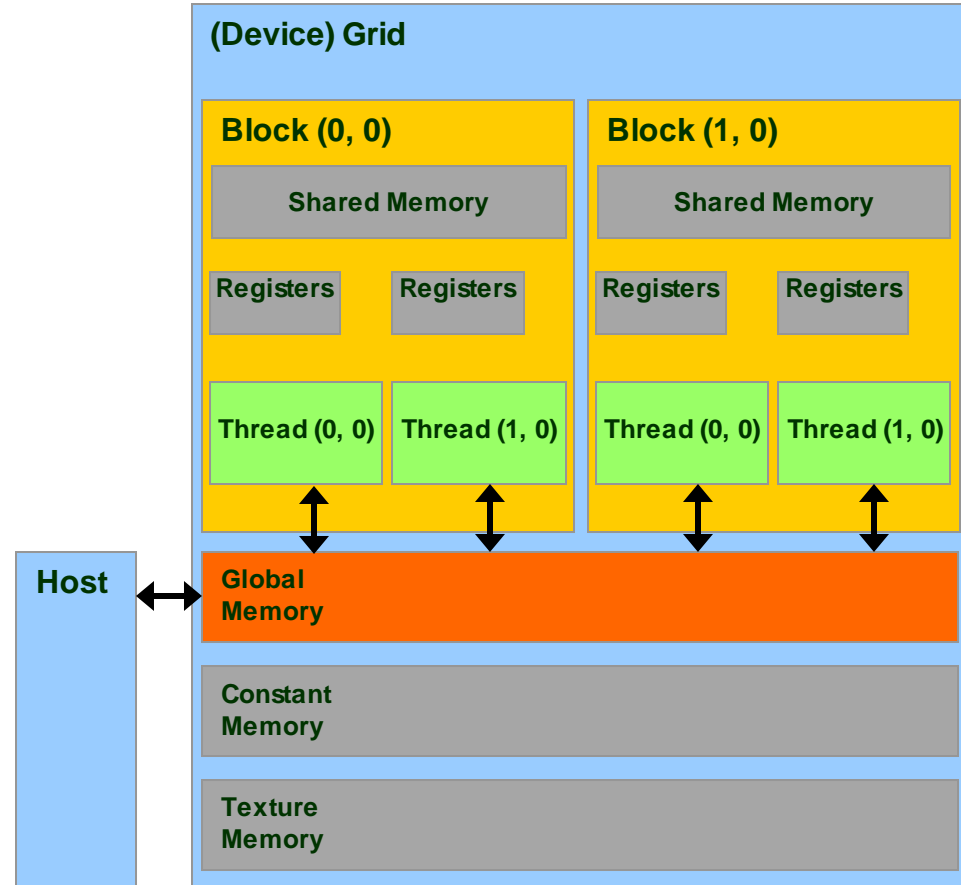 (Device) Grid
Block (0, 0)
Block (1, 0)
Shared Memory
Shared Memory
Registers
Registers
Registers
Registers
Thread (0, 0)
Thread (1, 0)
Thread (0, 0)
Thread (1, 0)
Host
Global
Memory
Constant
Memory
Texture
Memory